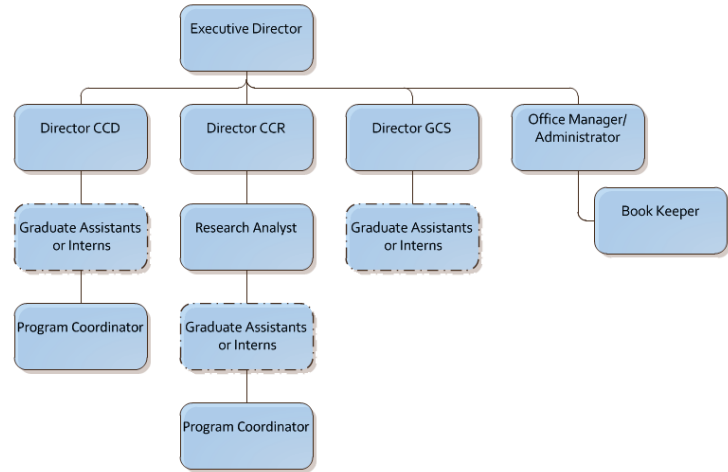 Executive Director
Director CCD
Director CCR
Director GCS
Office Manager/
Administrator
Graduate Assistants
or Interns
Research Analyst
Graduate Assistants
or Interns
Book Keeper
Program Coordinator
Graduate Assistants
or Interns
Program Coordinator